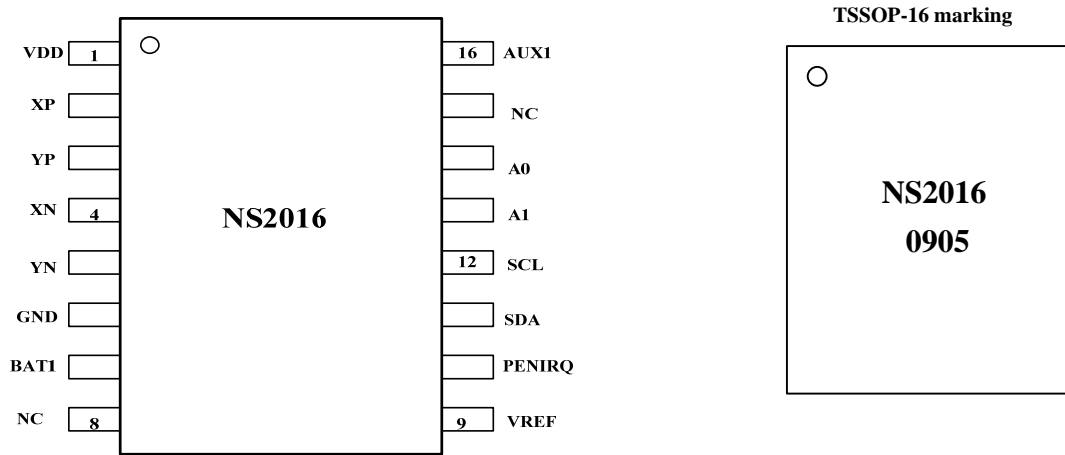 TSSOP-16 marking
VDD 1 16 AUX1
XP NC
YP A0
XN 4 A1
NS2016
YN 12 SCL
GND SDA
BAT1 PENIRQ
NC 8 9 VREF
NS2016
0905